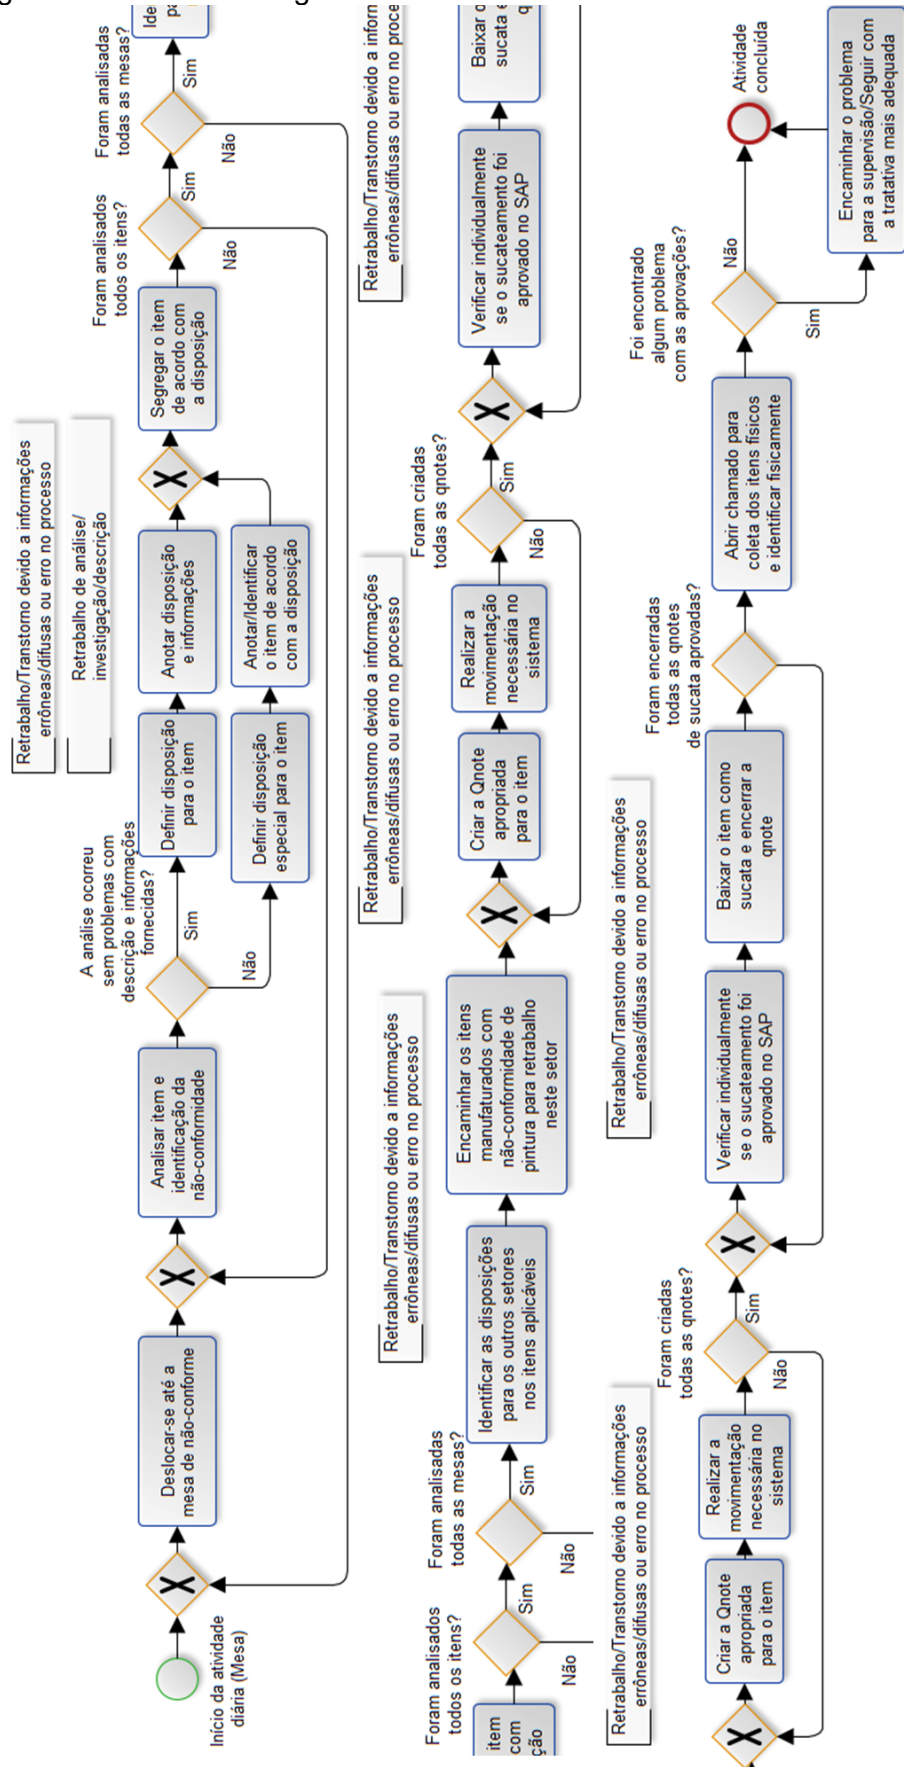 Início da atividade
diária (Mesa)
Deslocar-se até a
mesa de não-conforme
Analisar item e
identificação da
não-conformidade
A análise ocorreu
sem problemas com
descrição e informações
fornecidas?
Sim
Não
Definir disposição
para o item
Definir disposição
especial para o item
Anotar disposição
e informações
Anotar/Identificar
o item de acordo
com a disposição
Retrabalho/Transtorno devido a informações
errôneas/difusas ou erro no processo
Retrabalho de análise/
investigação/descrição
Segregar o item
de acordo com
a disposição
Foram analisados
todos os itens?
Sim
Não
Foram analisadas
todas as mesas?
Sim
Não
Ide
pa
item
com
ção
Foram analisados
todos os itens?
Sim
Não
Foram analisadas
todas as mesas?
Sim
Não
Identificar as disposições
para os outros setores
nos itens aplicáveis
Retrabalho/Transtorno devido a informações
errôneas/difusas ou erro no processo
Encaminhar os itens
manufaturados com
não-conformidade de
pintura para retrabalho
neste setor
Criar a Qnote
apropriada
para o item
Retrabalho/Transtorno devido a informações
errôneas/difusas ou erro no processo
Realizar a
movimentação
necessária no
sistema
Foram criadas
todas as qnotes?
Sim
Não
Verificar individualmente
se o sucateamento foi
aprovado no SAP
Retrabalho/Transtorno devido a inform
errôneas/difusas ou erro no proce
Baixar o
sucata e
q
Criar a Qnote
apropriada
para o item
Retrabalho/Transtorno devido a informações
errôneas/difusas ou erro no processo
Realizar a
movimentação
necessária no
sistema
Foram criadas
todas as qnotes?
Sim
Não
Verificar individualmente
se o sucateamento foi
aprovado no SAP
Retrabalho/Transtorno devido a informações
errôneas/difusas ou erro no processo
Baixar o item como
sucata e encerrar a
qnote
Foram encerradas
todas as qnotes
de sucata aprovadas?
Abrir chamado para
coleta dos itens físicos
e identificar fisicamente
Foi encontrado
algum problema
com as aprovações?
Não
Sim
Encaminhar o problema
para a supervisão/Seguir com
a tratativa mais adequada
Atividade
concluída